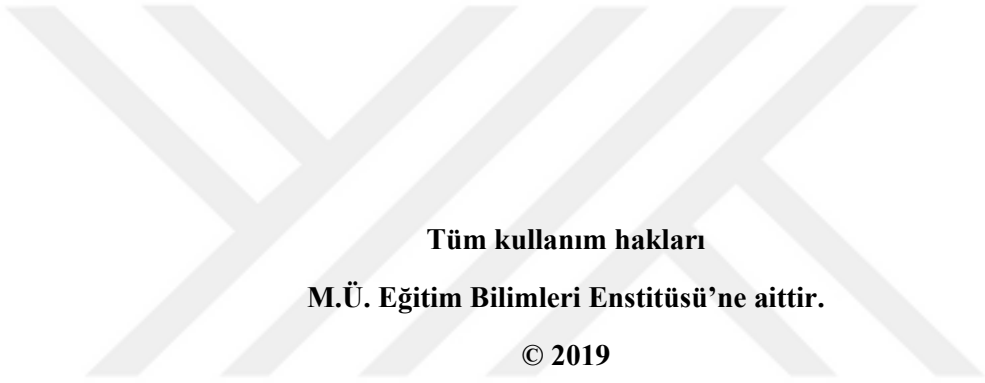 Tüm kullanım hakları
M.Ü. Eğitim Bilimleri Enstitüsü’ne aittir.
© 2019